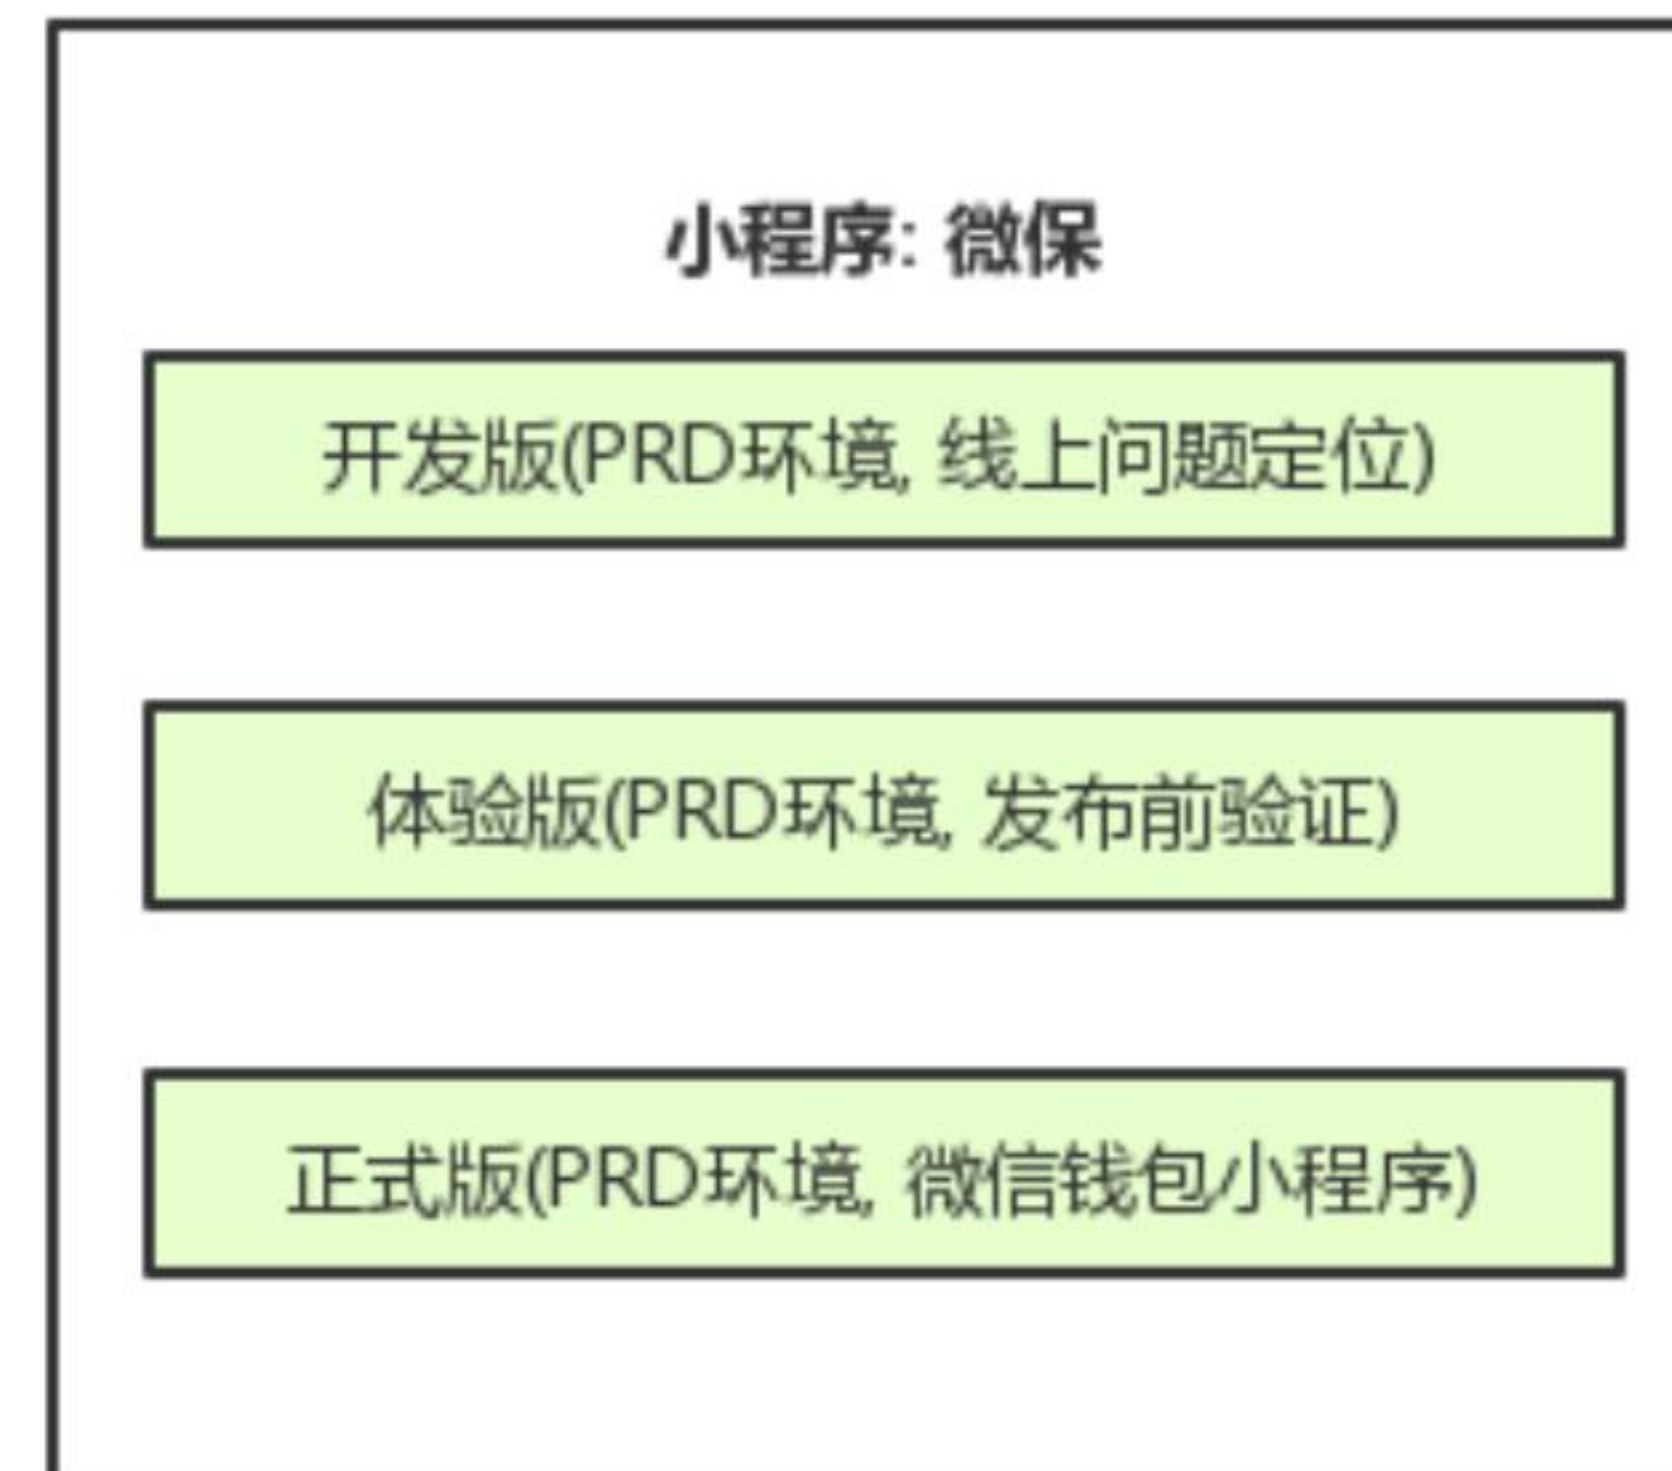 小程序: 微保
开发版(PRD环境, 线上问题定位)
体验版(PRD环境, 发布前验证)
正式版(PRD环境, 微信钱包小程序)